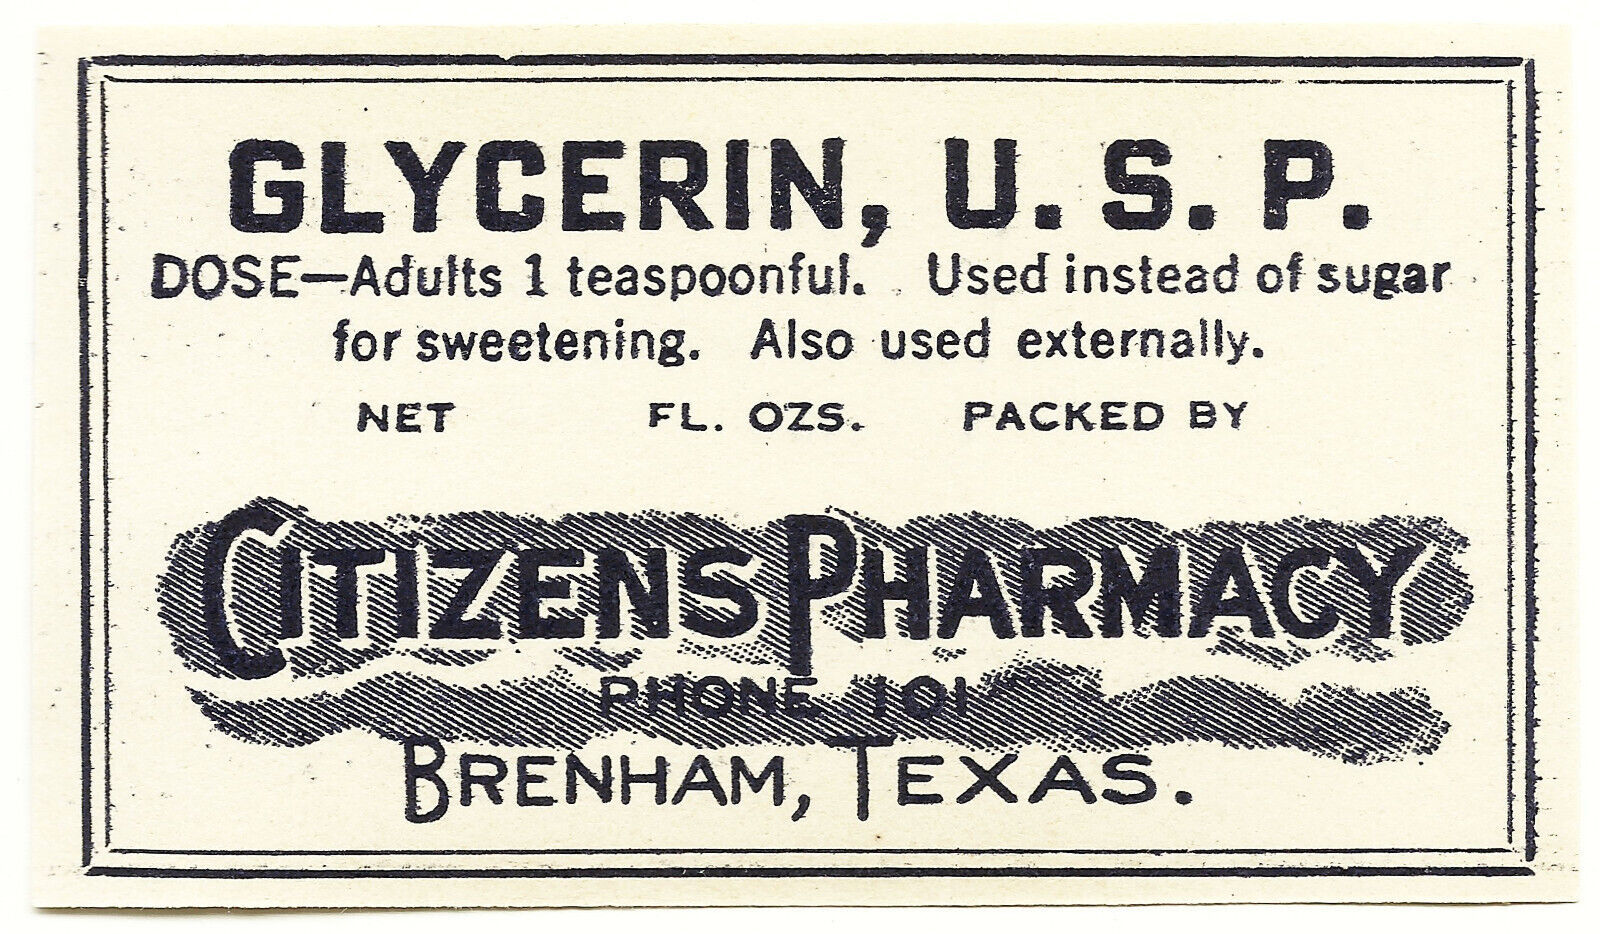 GLYCERIN, U. S. P.
DOSE—Adults 1 teaspoonful. Used instead of sugar
for sweetening. Also used externally.
NET FL. OZS. PACKED BY
CITIZENS PHARMACY
PHONE 101
BRENHAM, TEXAS.